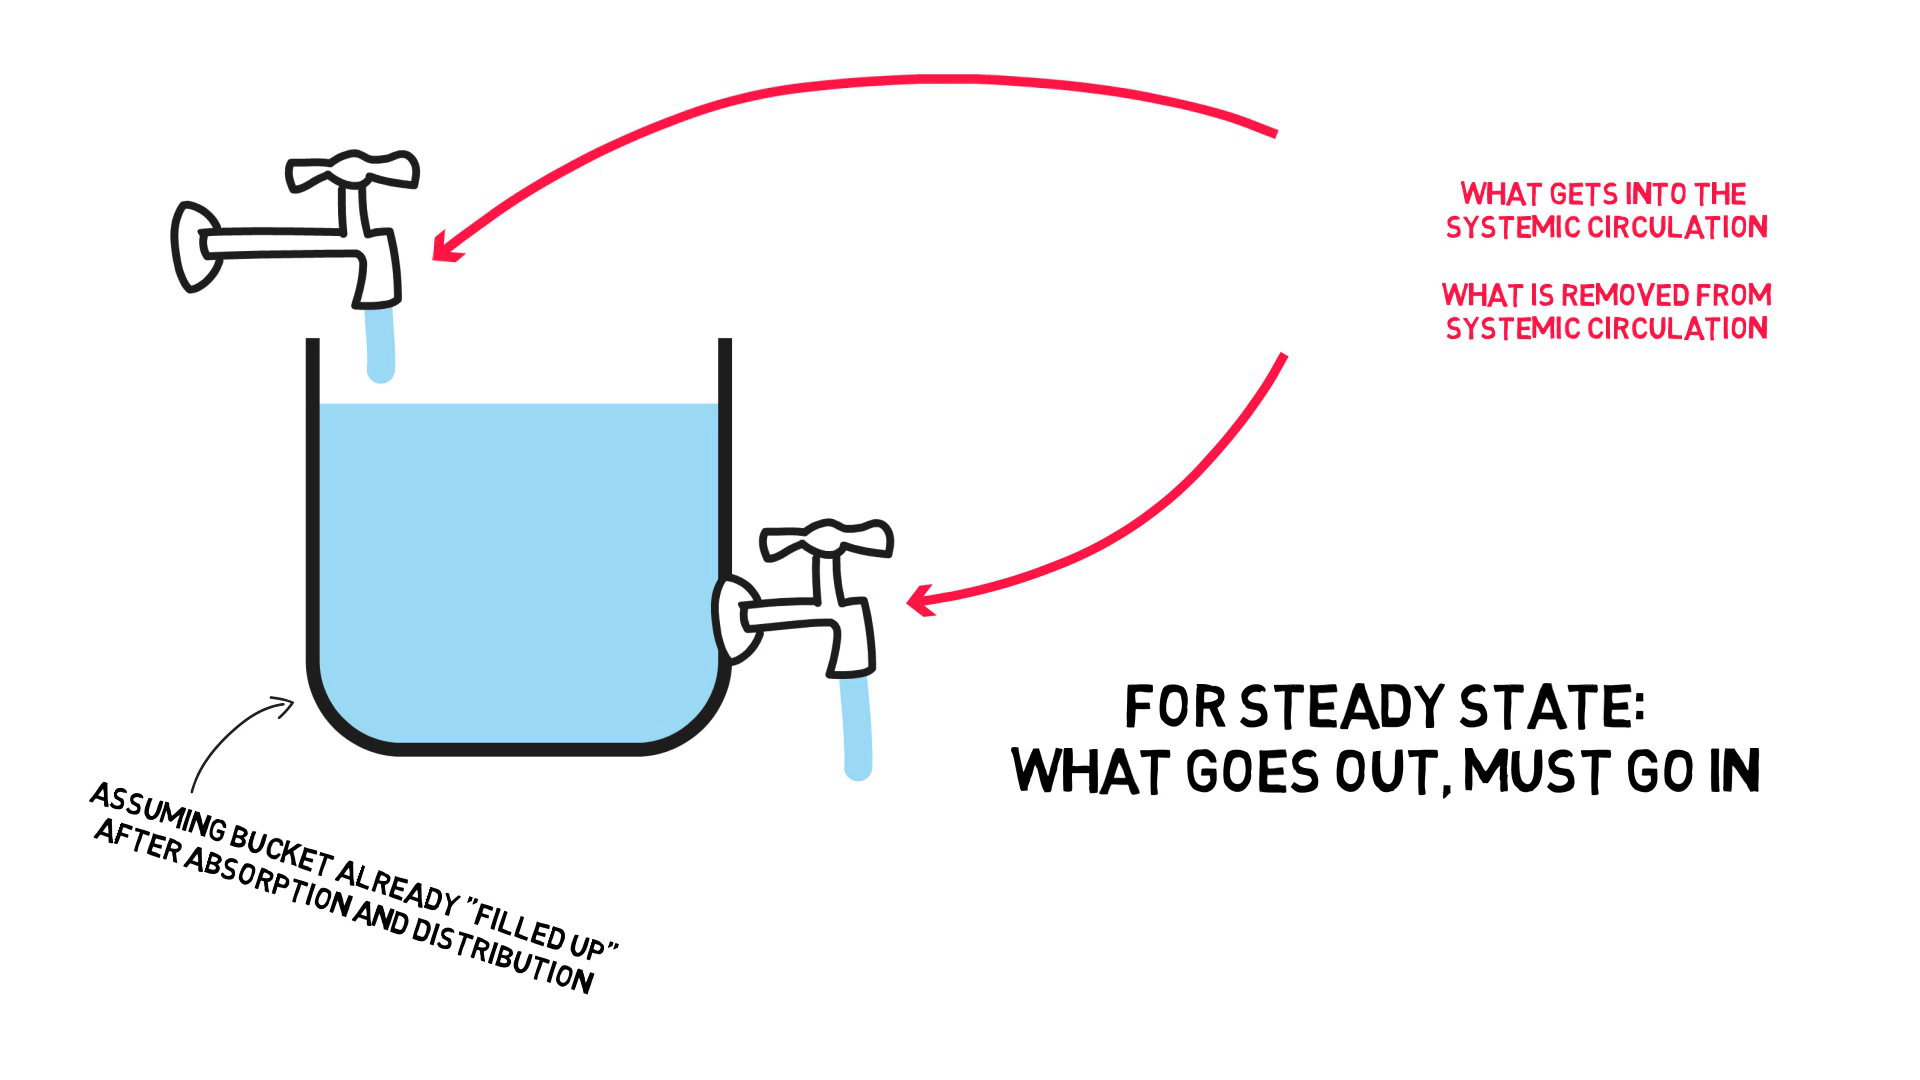 WHAT GETS INTO THE
SYSTEMIC CIRCULATION
WHAT IS REMOVED FROM
SYSTEMIC CIRCULATION
FOR STEADY STATE:
WHAT GOES OUT, MUST GO IN
ASSUMING BUCKET ALREADY "FILLED UP"
AFTER ABSORPTION AND DISTRIBUTION